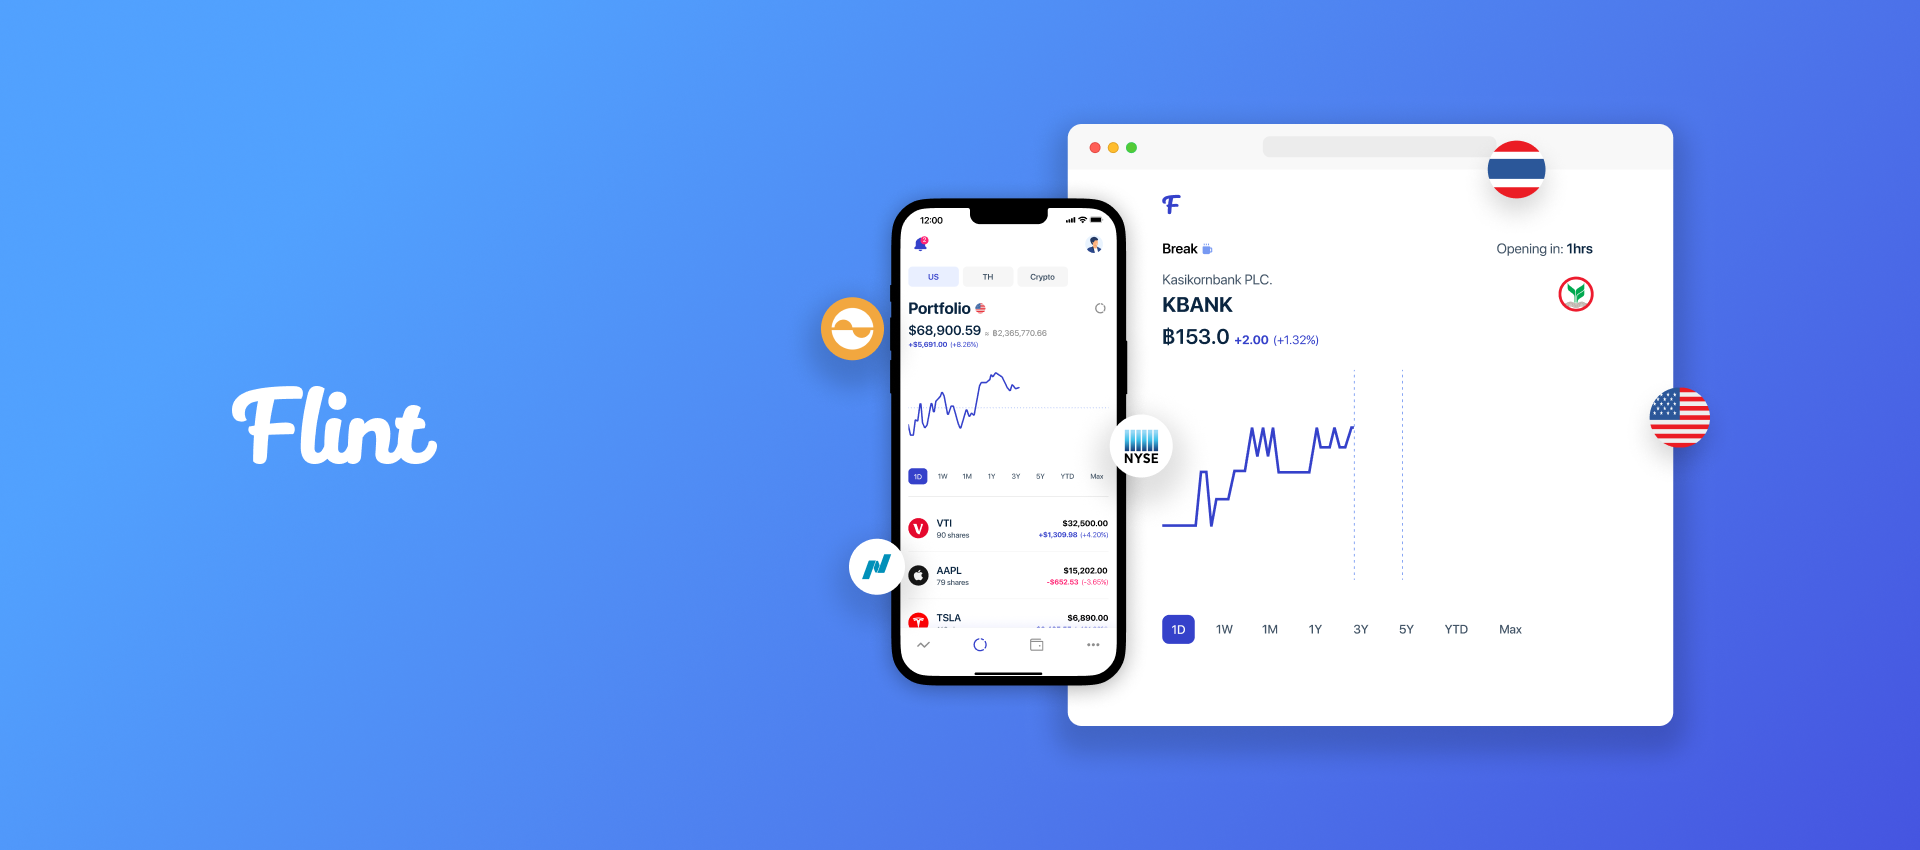 Flint
12:00
2
US TH Crypto
Portfolio
$68,900.59 ≈ ฿2,365,770.66
+$5,691.00 (+8.26%)
1D 1W 1M 1Y 3Y 5Y YTD Max
VTI $32,500.00
90 shares +$1,309.98 (+4.20%)
AAPL $15,202.00
79 shares -$652.53 (-3.65%)
TSLA $6,890.00
NYSE
F
Break Opening in: 1hrs
Kasikornbank PLC.
KBANK
฿153.0 +2.00 (+1.32%)
1D 1W 1M 1Y 3Y 5Y YTD Max